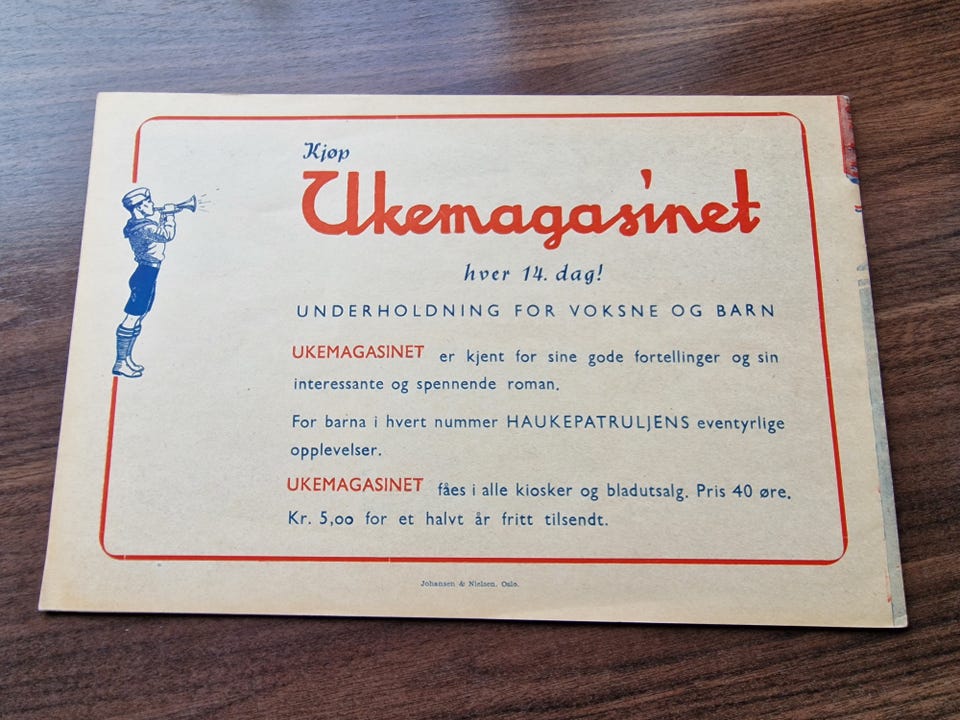 Kjøp
Ukemagasinet
hver 14. dag!
UNDERHOLDNING FOR VOKSNE OG BARN
UKEMAGASINET er kjent for sine gode fortellinger og sin
interessante og spennende roman.
For barna i hvert nummer HAUKEPATRULJENS eventyrlige
opplevelser.
UKEMAGASINET fåes i alle kiosker og bladutsalg. Pris 40 øre.
Kr. 5,00 for et halvt år fritt tilsendt.
Johansen & Nielsen, Oslo.